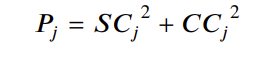 P_j = SC_j^2 + CC_j^2